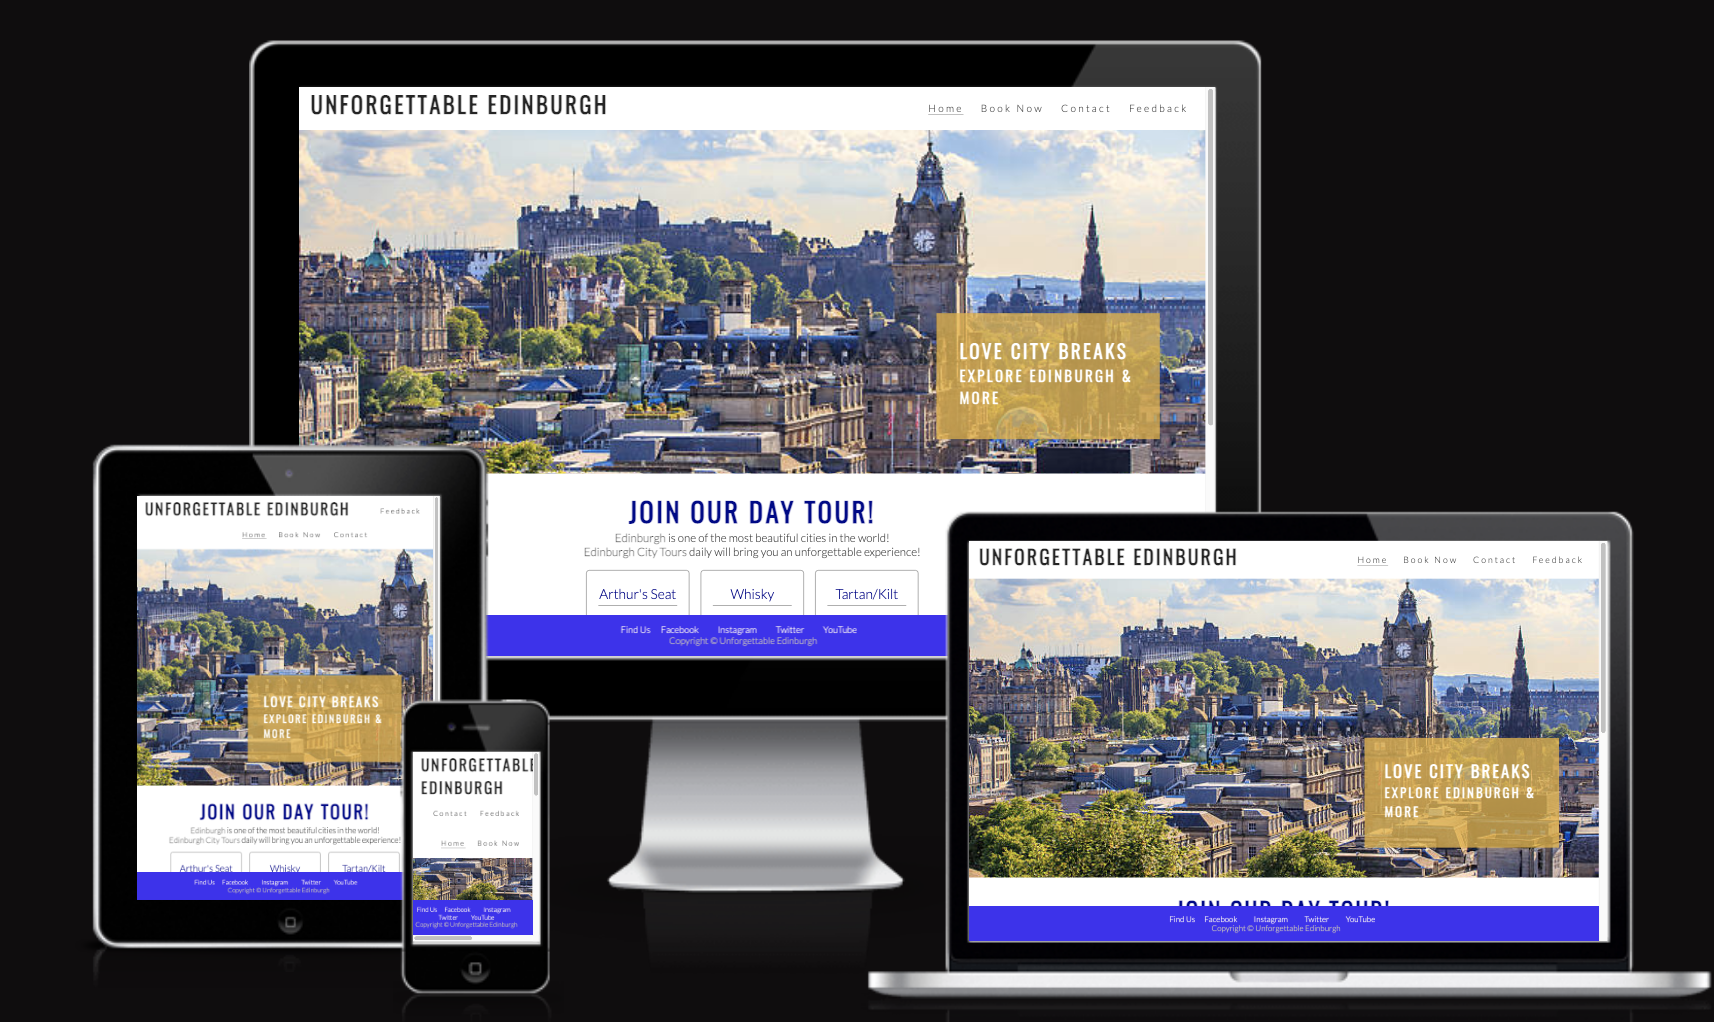 UNFORGETTABLE EDINBURGH
Home Book Now Contact Feedback
LOVE CITY BREAKS
EXPLORE EDINBURGH &
MORE
JOIN OUR DAY TOUR!
Edinburgh is one of the most beautiful cities in the world!
Edinburgh City Tours daily will bring you an unforgettable experience!
Arthur's Seat Whisky Tartan/Kilt
Find Us Facebook Instagram Twitter YouTube
Copyright © Unforgettable Edinburgh
UNFORGETTABLE EDINBURGH Feedback
Home Book Now Contact
LOVE CITY BREAKS
EXPLORE EDINBURGH &
MORE
JOIN OUR DAY TOUR!
Edinburgh is one of the most beautiful cities in the world!
Edinburgh City Tours daily will bring you an unforgettable experience!
Arthur's Seat Whisky Tartan/Kilt
Find Us Facebook Instagram Twitter YouTube
Copyright © Unforgettable Edinburgh
UNFORGETTABLE
EDINBURGH
Contact Feedback
Home Book Now
Find Us Facebook Instagram
Twitter YouTube
Copyright © Unforgettable Edinburgh
UNFORGETTABLE EDINBURGH
Home Book Now Contact Feedback
LOVE CITY BREAKS
EXPLORE EDINBURGH &
MORE
JOIN OUR DAY TOUR!
Find Us Facebook Instagram Twitter YouTube
Copyright © Unforgettable Edinburgh